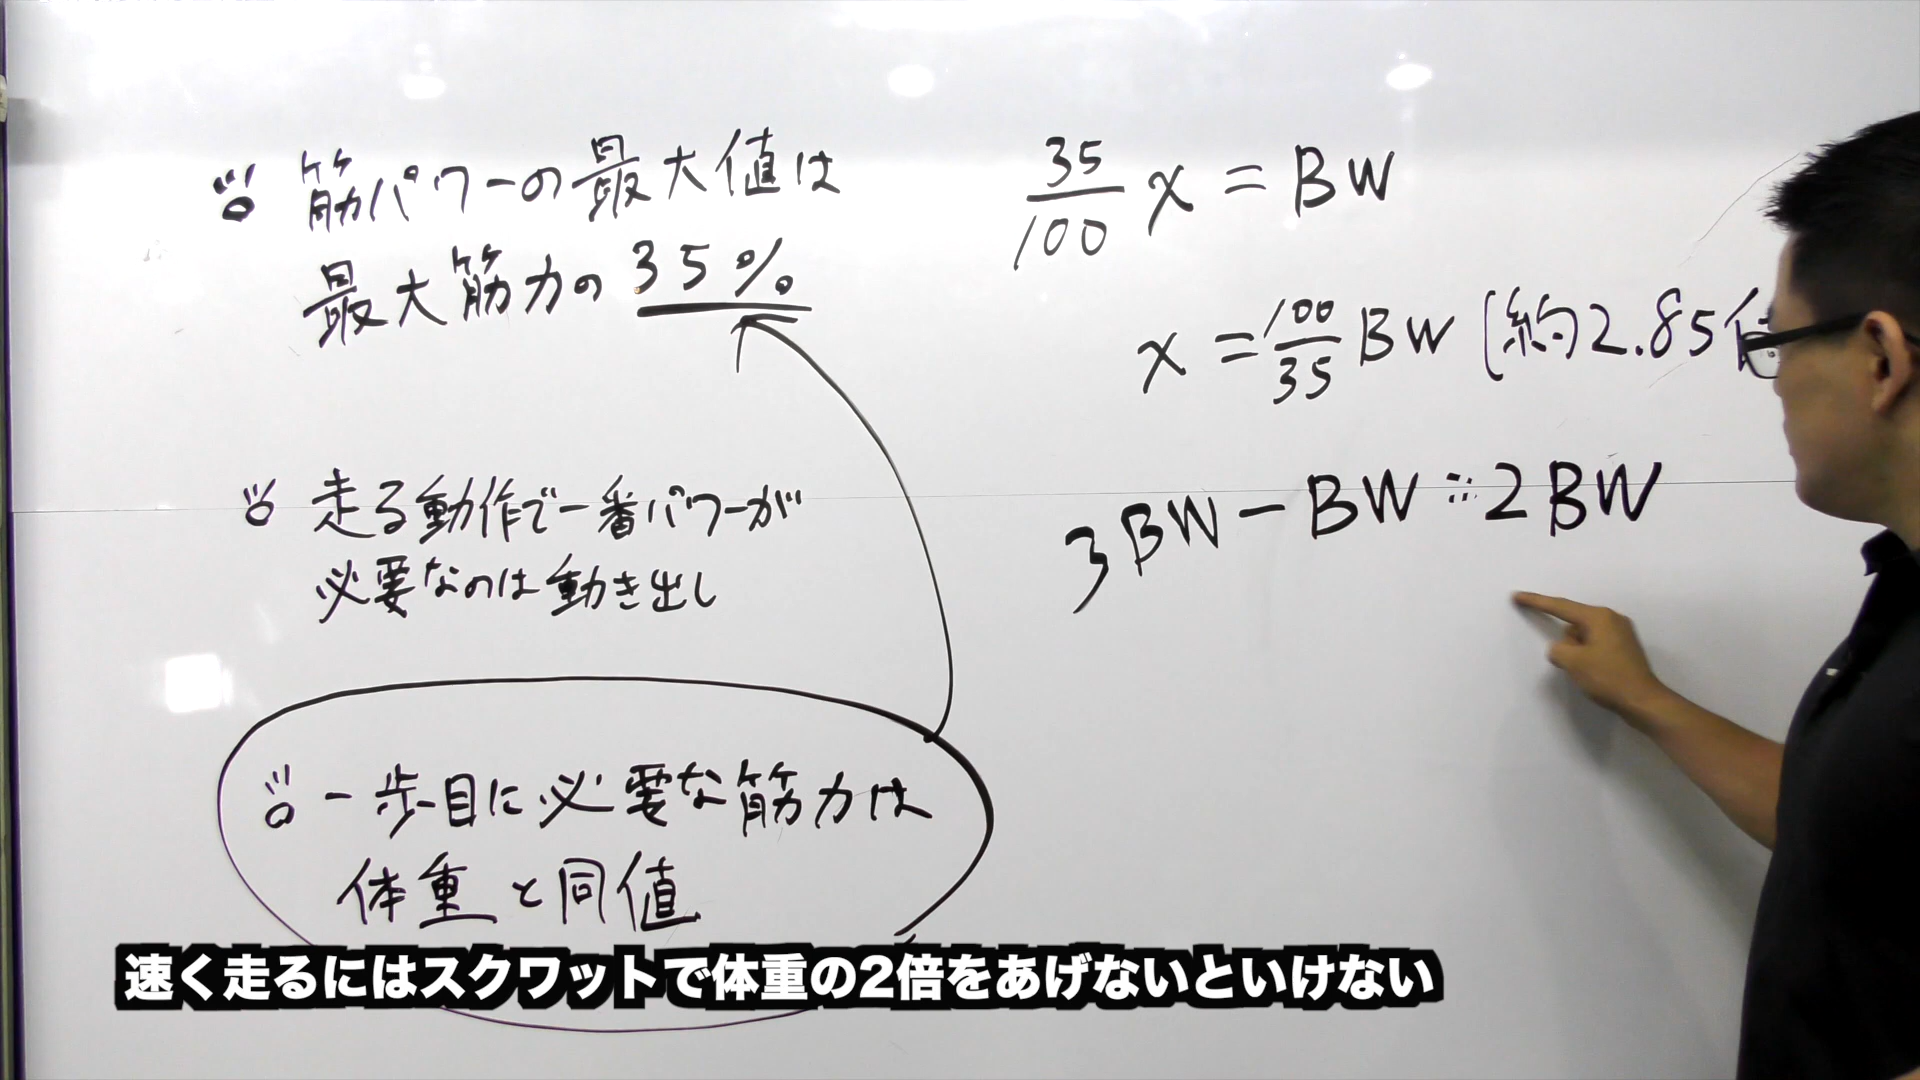 筋パワーの最大値は
最大筋力の35%
走る動作で一番パワーが
必要なのは動き出し
一歩目に必要な筋力は
体重と同値
35/100 x = BW
x = 100/35 BW (約2.85倍
3BW - BW ≒ 2BW
速く走るにはスクワットで体重の2倍をあげないといけない